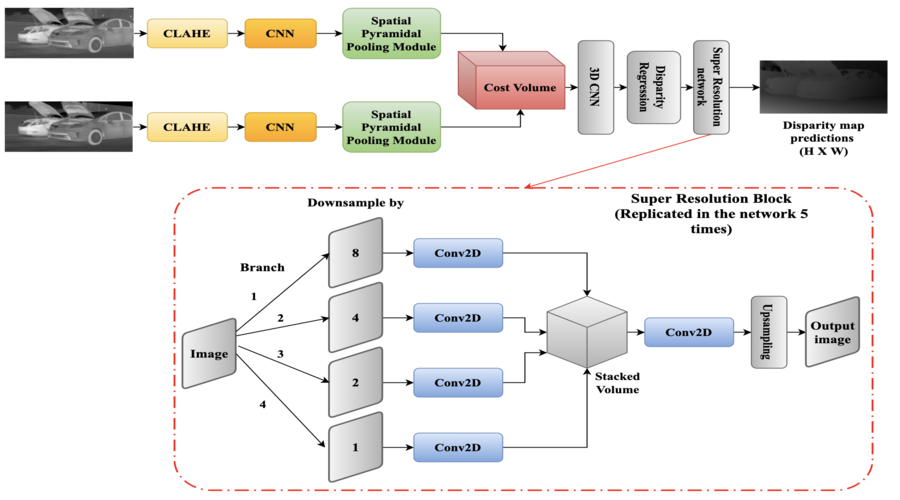 CLAHE
CNN
Spatial
Pyramidal
Pooling Module
CLAHE
CNN
Spatial
Pyramidal
Pooling Module
Cost Volume
3D CNN
Disparity
Regression
Super Resolution
network
Disparity map
predictions
(H X W)
Super Resolution Block
(Replicated in the network 5
times)
Downsample by
Branch
1
2
3
4
Image
8
4
2
1
Conv2D
Conv2D
Conv2D
Conv2D
Stacked
Volume
Conv2D
Upsampling
Output
image